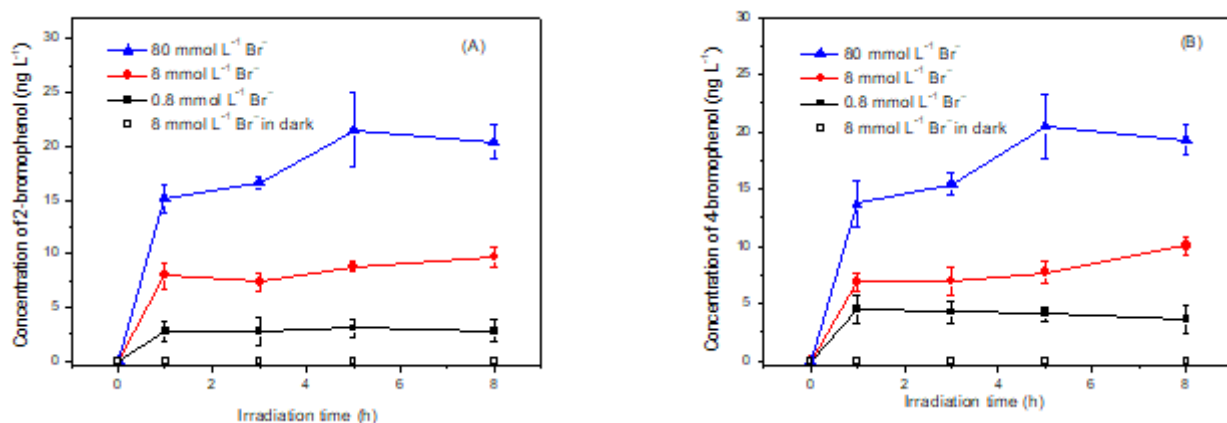 Concentration of 2-bromophenol (ng L⁻¹)
30
25
20
15
10
5
0
80 mmol L⁻¹ Br⁻
8 mmol L⁻¹ Br⁻
0.8 mmol L⁻¹ Br⁻
8 mmol L⁻¹ Br⁻ in dark
(A)
0 2 4 6 8
Irradiation time (h)
Concentration of 4-bromophenol (ng L⁻¹)
30
25
20
15
10
5
0
80 mmol L⁻¹ Br⁻
8 mmol L⁻¹ Br⁻
0.8 mmol L⁻¹ Br⁻
8 mmol L⁻¹ Br⁻ in dark
(B)
0 2 4 6 8
Irradiation time (h)